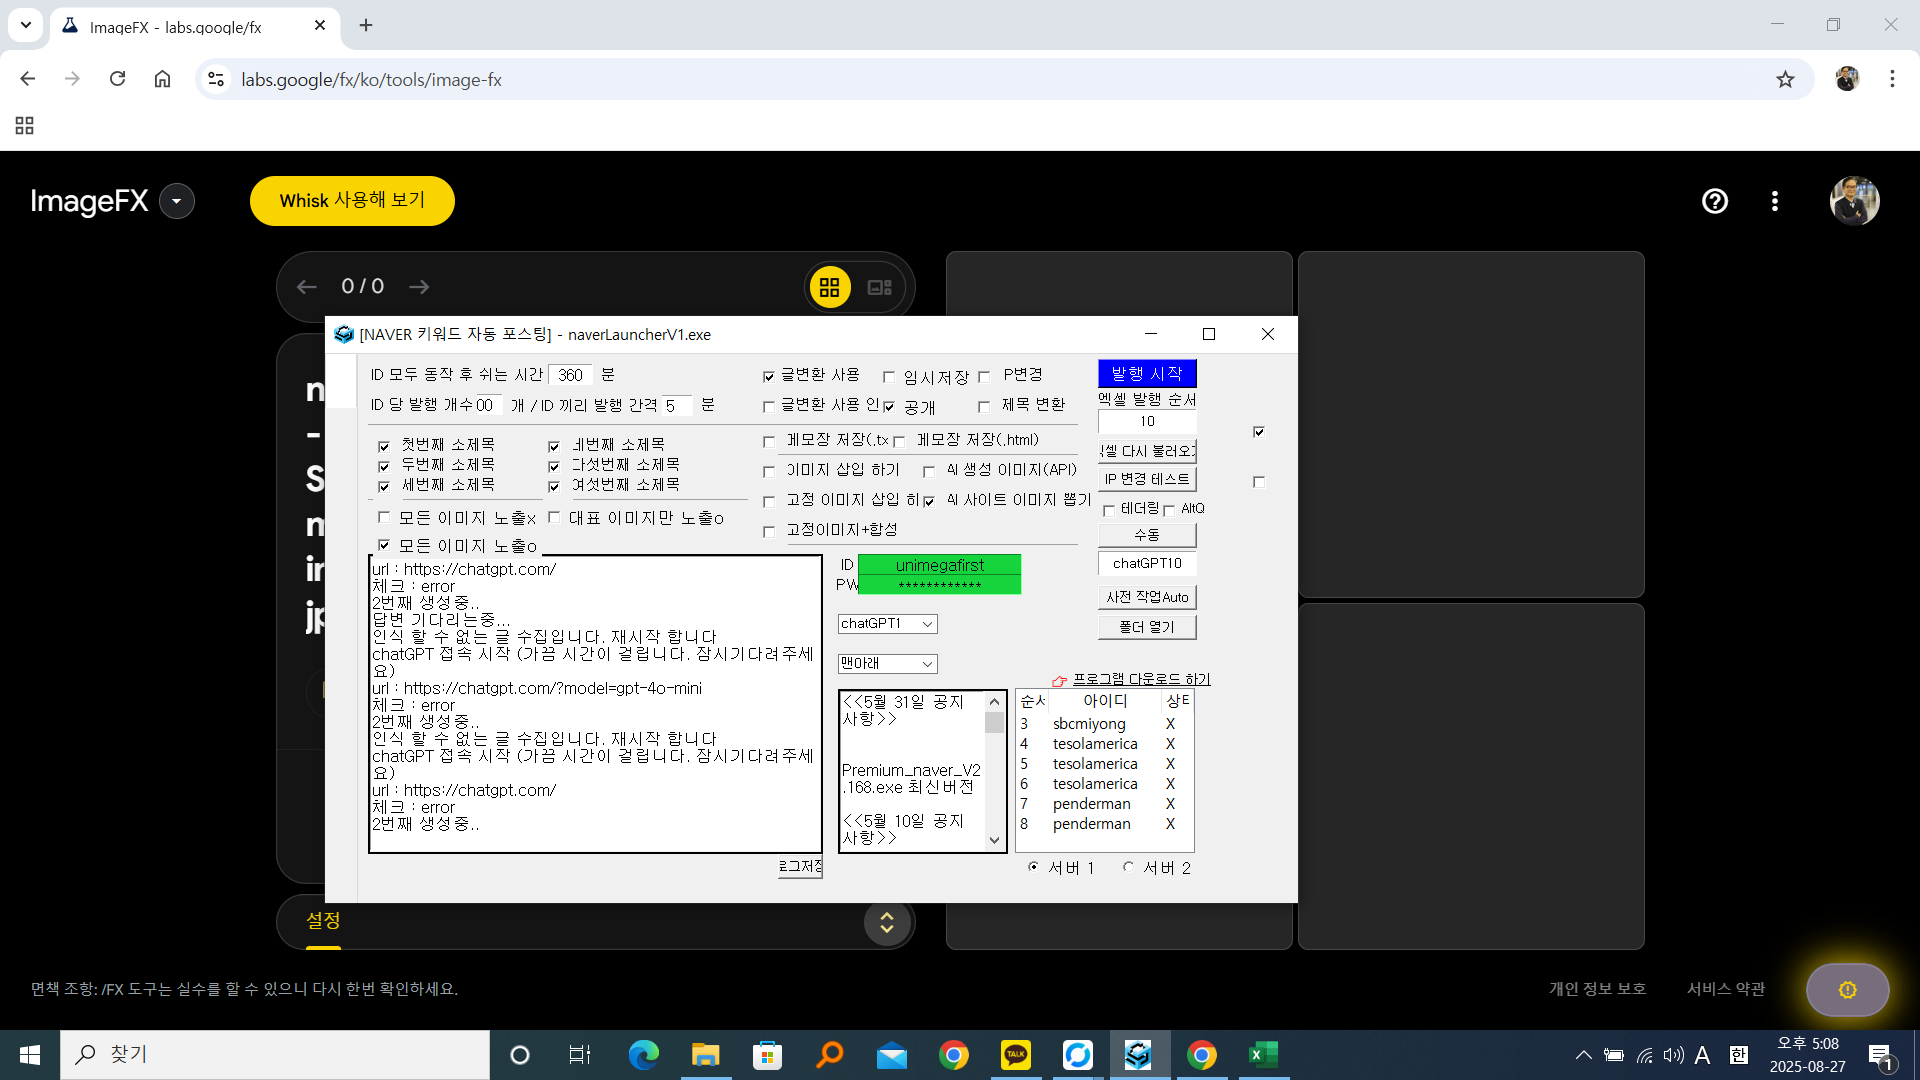 ImageFX - labs.google/fx
labs.google/fx/ko/tools/image-fx
ImageFX
Whisk 사용해 보기
0 / 0
[NAVER 키워드 자동 포스팅] - naverLauncherV1.exe
ID 모두 동작 후 쉬는 시간 360 분
ID 당 발행 개수 00 개 / ID 끼리 발행 간격 5 분
글변환 사용
임시저장
P변경
글변환 사용 인
공개
제목 변환
첫번째 소제목
두번째 소제목
세번째 소제목
네번째 소제목
다섯번째 소제목
여섯번째 소제목
모든 이미지 노출x
대표 이미지만 노출o
모든 이미지 노출o
메모장 저장(.tx
메모장 저장(.html)
이미지 삽입 하기
AI 생성 이미지(API)
고정 이미지 삽입 히
AI 사이트 이미지 뽑기
고정이미지+합성
발행 시작
엑셀 발행 순서
10
셀 다시 불러오기
IP 변경 테스트
테더링
AltQ
수동
chatGPT10
사전 작업Auto
폴더 열기
url : https://chatgpt.com/
체크 : error
2번째 생성중..
답변 기다리는중...
인식 할 수 없는 글 수집입니다. 재시작 합니다
chatGPT 접속 시작 (가끔 시간이 걸립니다. 잠시기다려주세
요)
url : https://chatgpt.com/?model=gpt-4o-mini
체크 : error
2번째 생성중..
인식 할 수 없는 글 수집입니다. 재시작 합니다
chatGPT 접속 시작 (가끔 시간이 걸립니다. 잠시기다려주세
요)
url : https://chatgpt.com/
체크 : error
2번째 생성중..
로그저장
ID unimegafirst
PW ************
chatGPT1
맨아래
<<5월 31일 공지
사항>>
Premium_naver_V2
.168.exe 최신버전
<<5월 10일 공지
사항>>
프로그램 다운로드 하기
순서 아이디 상태
3 sbcmiyong X
4 tesolamerica X
5 tesolamerica X
6 tesolamerica X
7 penderman X
8 penderman X
서버 1
서버 2
설정
면책 조항: /FX 도구는 실수를 할 수 있으니 다시 한번 확인하세요.
개인 정보 보호
서비스 약관
찾기
TALK
A
한
오후 5:08
2025-08-27
1